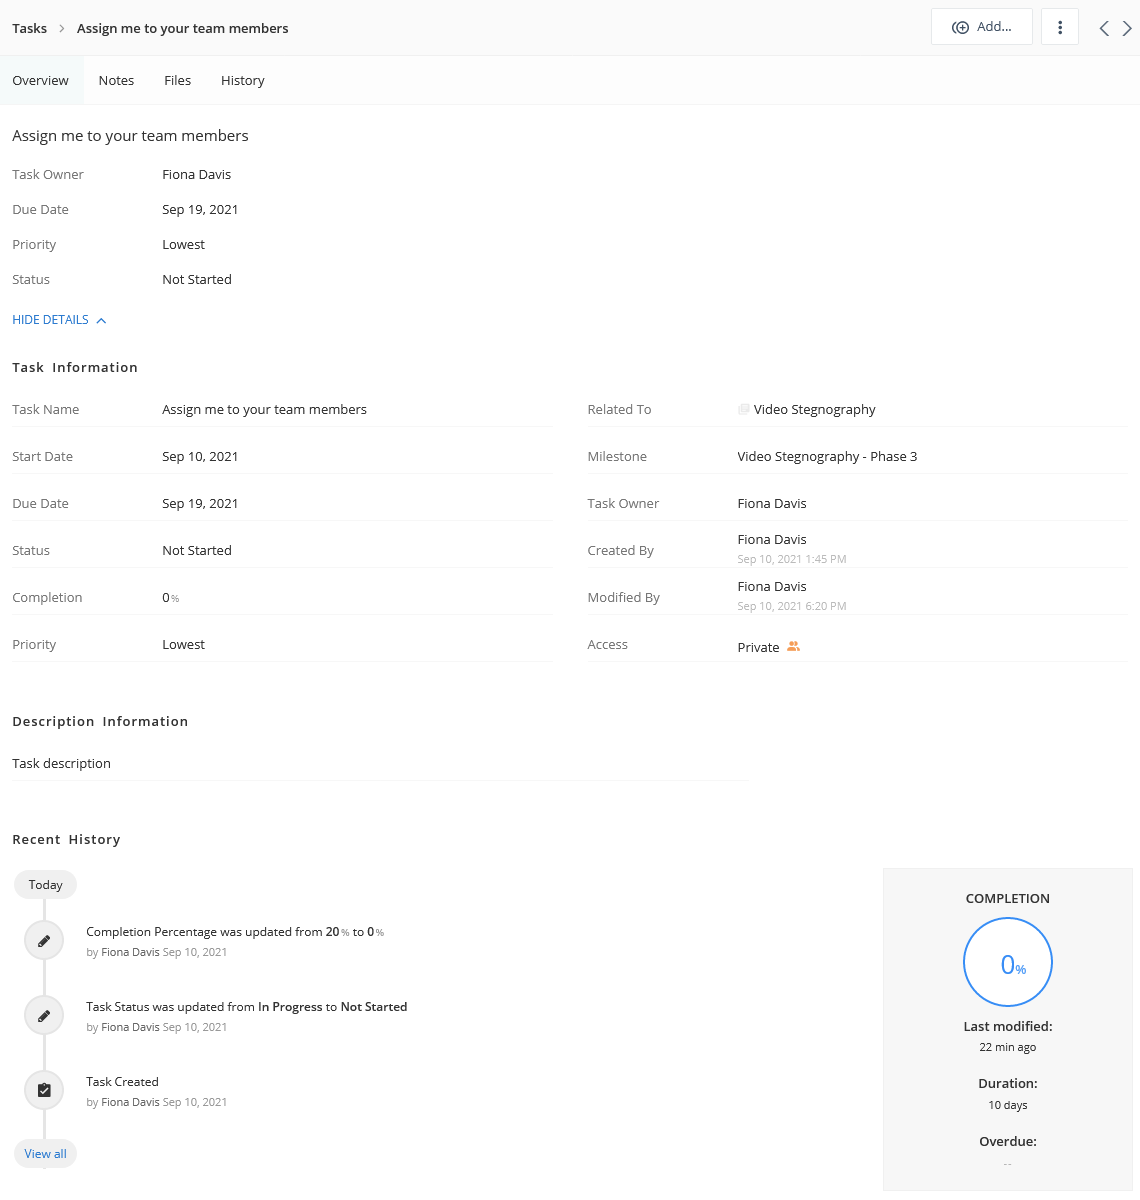 Tasks > Assign me to your team members
Add...
Overview Notes Files History
Assign me to your team members
Task Owner Fiona Davis
Due Date Sep 19, 2021
Priority Lowest
Status Not Started
HIDE DETAILS
Task Information
Task Name Assign me to your team members
Related To Video Stegnography
Start Date Sep 10, 2021
Milestone Video Stegnography - Phase 3
Due Date Sep 19, 2021
Task Owner Fiona Davis
Status Not Started
Created By Fiona Davis
Sep 10, 2021 1:45 PM
Completion 0 %
Modified By Fiona Davis
Sep 10, 2021 6:20 PM
Priority Lowest
Access Private
Description Information
Task description
Recent History
Today
Completion Percentage was updated from 20 % to 0 %
by Fiona Davis Sep 10, 2021
Task Status was updated from In Progress to Not Started
by Fiona Davis Sep 10, 2021
Task Created
by Fiona Davis Sep 10, 2021
View all
COMPLETION
0%
Last modified:
22 min ago
Duration:
10 days
Overdue:
--